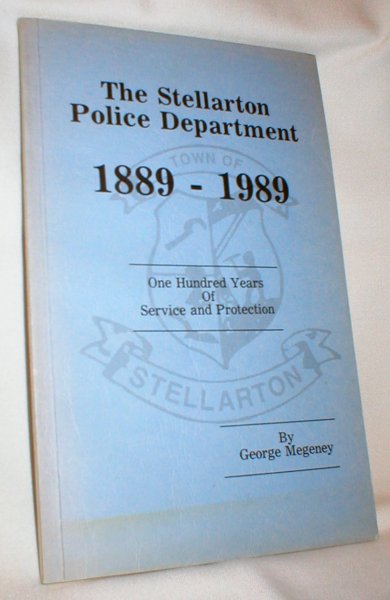 The Stellarton
Police Department
TOWN OF
1889 - 1989
One Hundred Years
Of
Service and Protection
STELLARTON
By
George Megeney